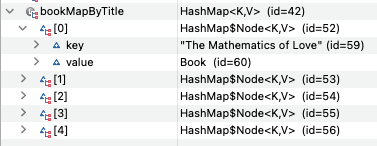 bookMapByTitle HashMap<K,V> (id=42)
[0] HashMap$Node<K,V> (id=52)
key "The Mathematics of Love" (id=59)
value Book (id=60)
[1] HashMap$Node<K,V> (id=53)
[2] HashMap$Node<K,V> (id=54)
[3] HashMap$Node<K,V> (id=55)
[4] HashMap$Node<K,V> (id=56)